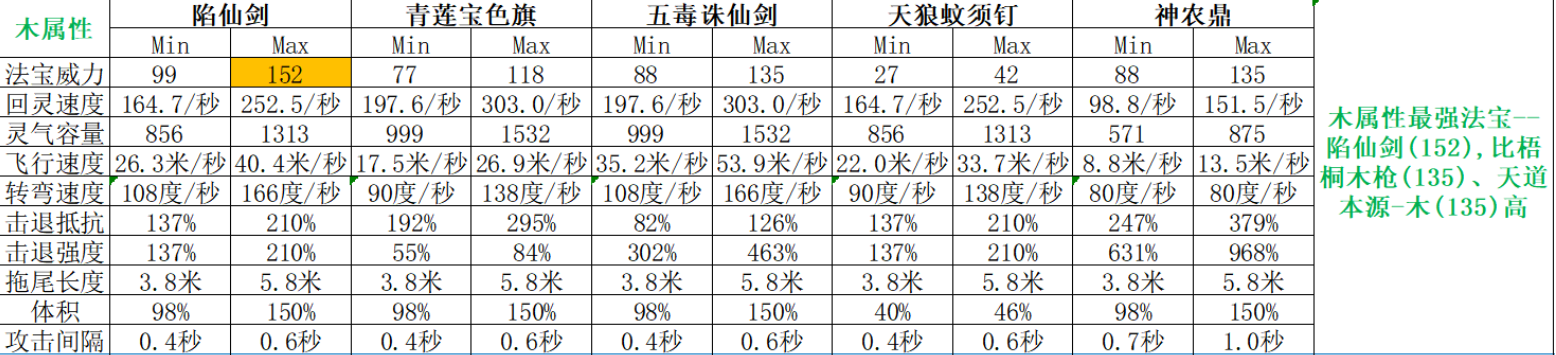 木属性 陷仙剑 青莲宝色旗 五毒诛仙剑 天狼蚊须钉 神农鼎
Min Max Min Max Min Max Min Max Min Max
法宝威力 99 152 77 118 88 135 27 42 88 135
回灵速度 164.7/秒 252.5/秒 197.6/秒 303.0/秒 197.6/秒 303.0/秒 164.7/秒 252.5/秒 98.8/秒 151.5/秒
灵气容量 856 1313 999 1532 999 1532 856 1313 571 875
飞行速度 26.3米/秒 40.4米/秒 17.5米/秒 26.9米/秒 35.2米/秒 53.9米/秒 22.0米/秒 33.7米/秒 8.8米/秒 13.5米/秒
转弯速度 108度/秒 166度/秒 90度/秒 138度/秒 108度/秒 166度/秒 90度/秒 138度/秒 80度/秒 80度/秒
击退抵抗 137% 210% 192% 295% 82% 126% 137% 210% 247% 379%
击退强度 137% 210% 55% 84% 302% 463% 137% 210% 631% 968%
拖尾长度 3.8米 5.8米 3.8米 5.8米 3.8米 5.8米 3.8米 5.8米 3.8米 5.8米
体积 98% 150% 98% 150% 98% 150% 40% 46% 98% 150%
攻击间隔 0.4秒 0.6秒 0.4秒 0.6秒 0.4秒 0.6秒 0.4秒 0.6秒 0.7秒 1.0秒
木属性最强法宝--
陷仙剑(152),比梧
桐木枪(135)、天道
本源-木(135)高